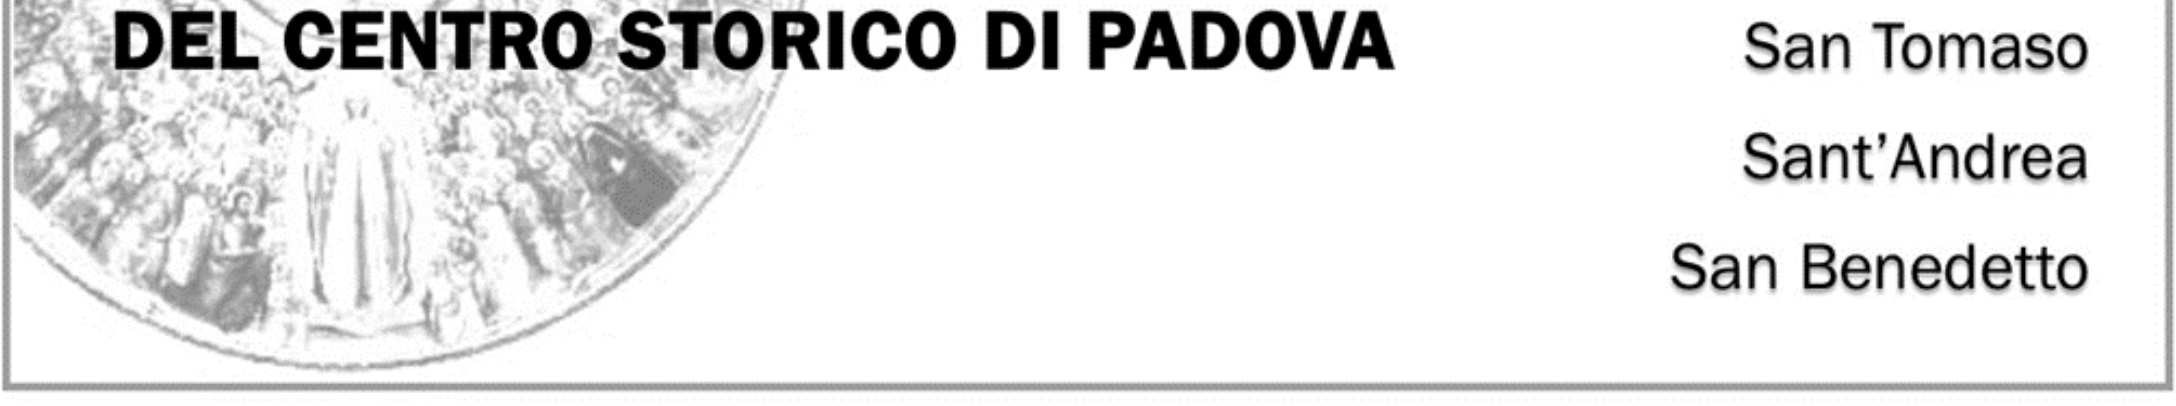 DEL CENTRO STORICO DI PADOVA
San Tomaso
Sant’Andrea
San Benedetto